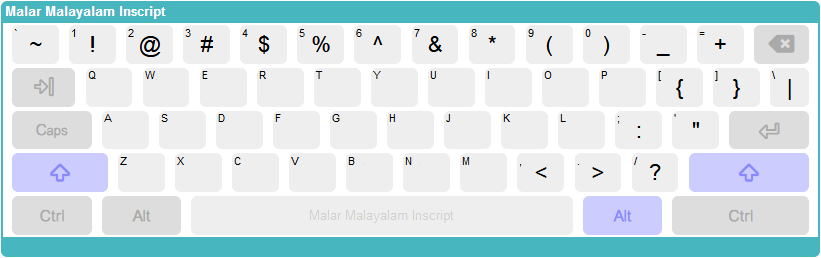 Malar Malayalam Inscript
` ~ 1 ! 2 @ 3 # 4 $ 5 % 6 ^ 7 & 8 * 9 ( 0 ) - _ = +
Q W E R T Y U I O P [ { ] } \ |
Caps A S D F G H J K L ; : ' "
Z X C V B N M , < . > / ?
Ctrl Alt Malar Malayalam Inscript Alt Ctrl